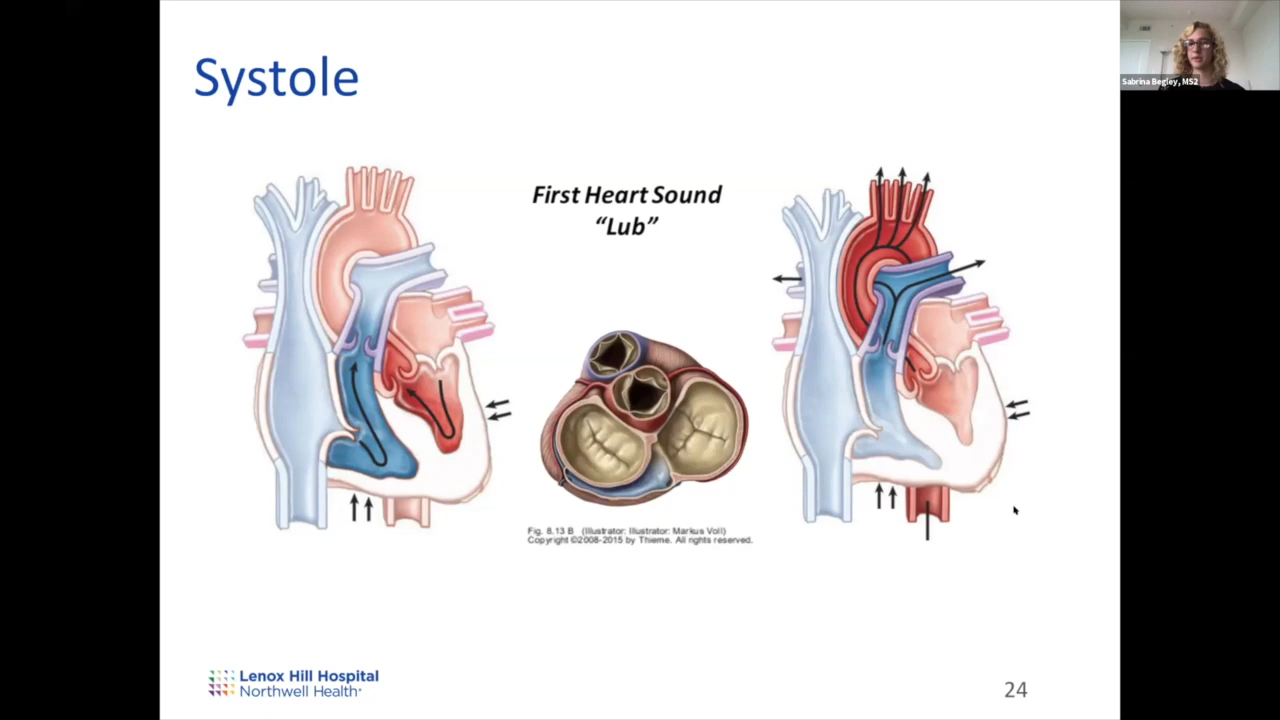 Systole
First Heart Sound
“Lub”
Fig. 8.13 B (Illustrator: Illustrator: Markus Voll)
Copyright ©2008-2015 by Thieme. All rights reserved.
Lenox Hill Hospital
Northwell Health
24
Sabrina Begley, MS2